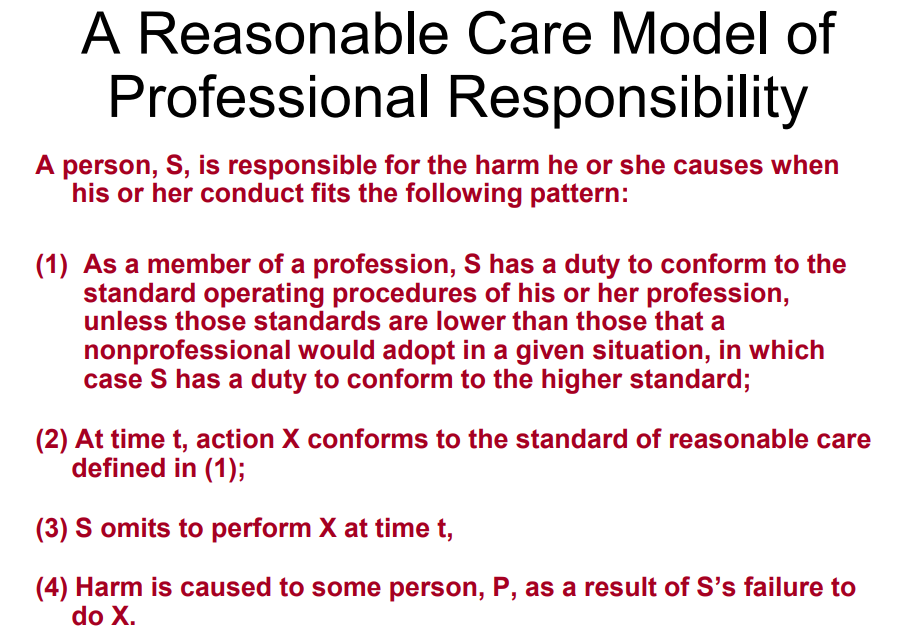 A Reasonable Care Model of
Professional Responsibility
A person, S, is responsible for the harm he or she causes when
his or her conduct fits the following pattern:
(1) As a member of a profession, S has a duty to conform to the
standard operating procedures of his or her profession,
unless those standards are lower than those that a
nonprofessional would adopt in a given situation, in which
case S has a duty to conform to the higher standard;
(2) At time t, action X conforms to the standard of reasonable care
defined in (1);
(3) S omits to perform X at time t,
(4) Harm is caused to some person, P, as a result of S’s failure to
do X.